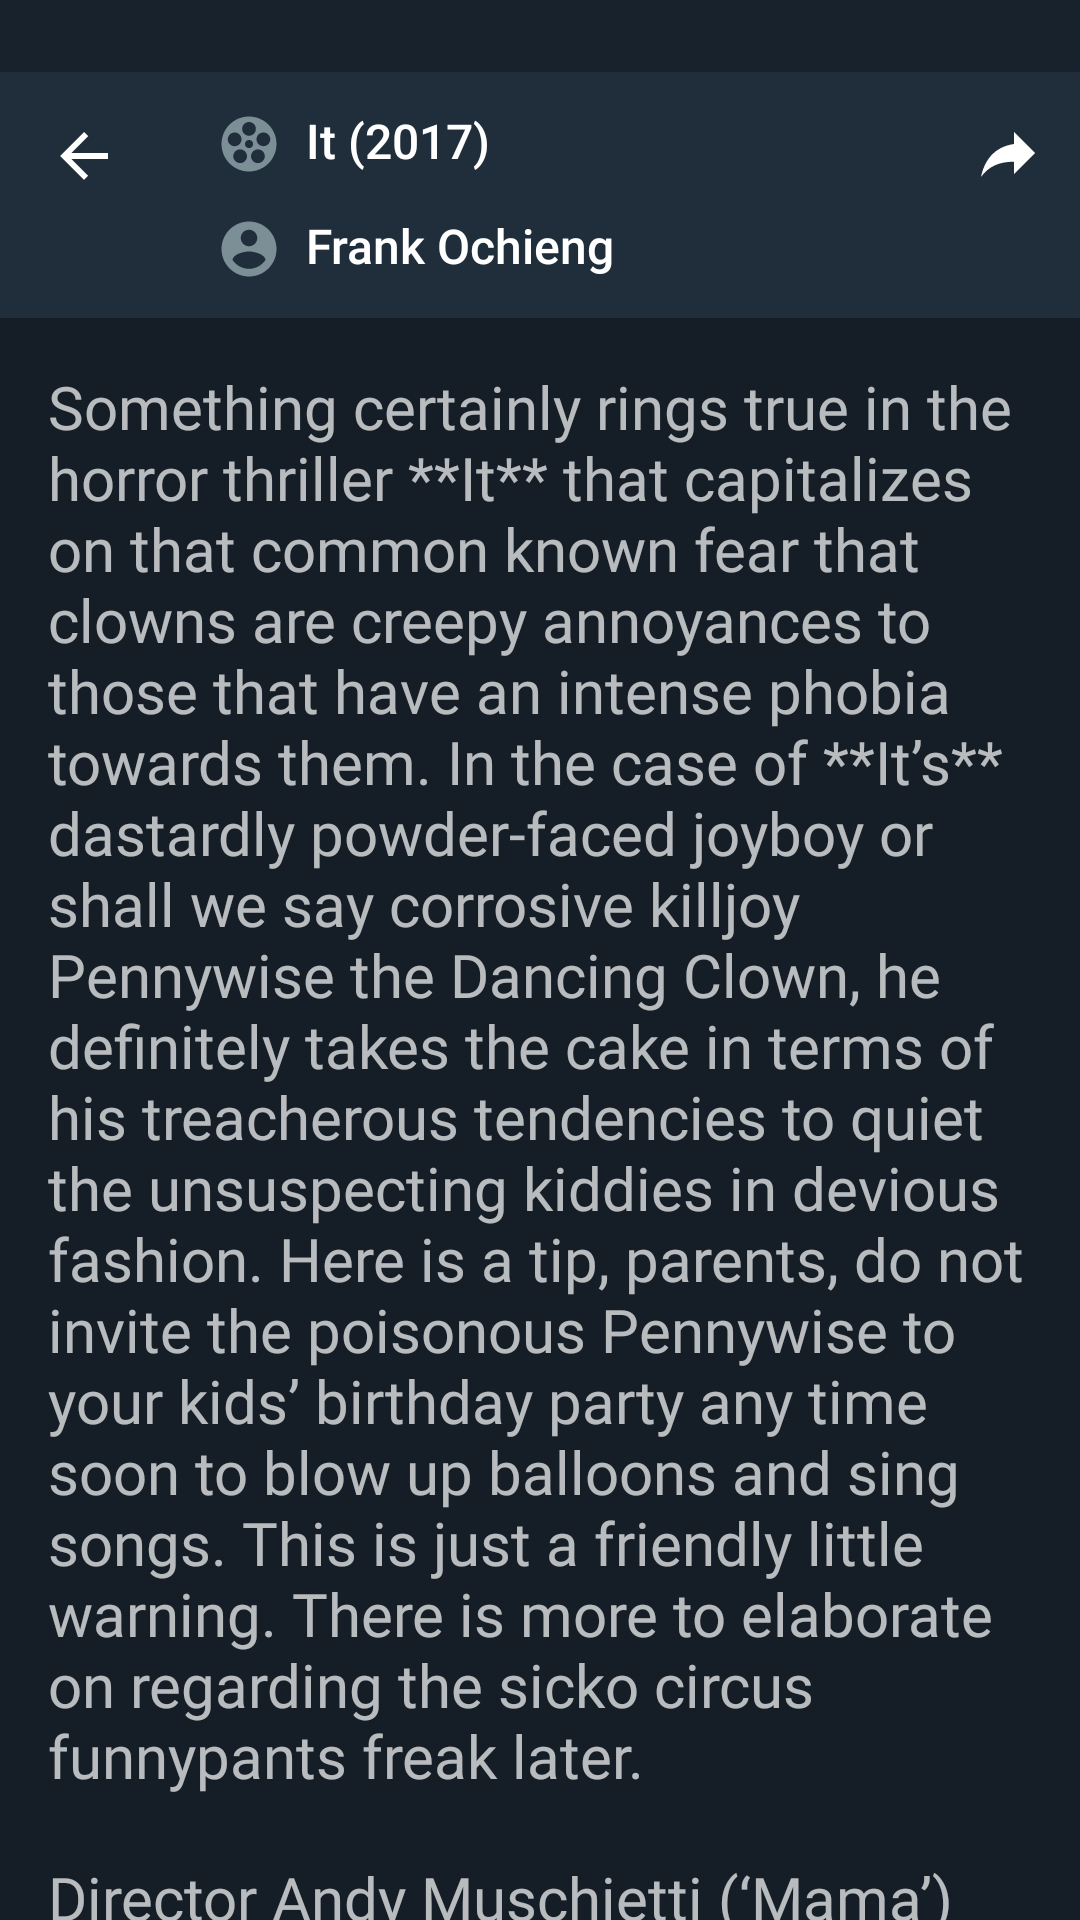 It (2017)
Frank Ochieng
Something certainly rings true in the
horror thriller **It** that capitalizes
on that common known fear that
clowns are creepy annoyances to
those that have an intense phobia
towards them. In the case of **It’s**
dastardly powder-faced joyboy or
shall we say corrosive killjoy
Pennywise the Dancing Clown, he
definitely takes the cake in terms of
his treacherous tendencies to quiet
the unsuspecting kiddies in devious
fashion. Here is a tip, parents, do not
invite the poisonous Pennywise to
your kids’ birthday party any time
soon to blow up balloons and sing
songs. This is just a friendly little
warning. There is more to elaborate
on regarding the sicko circus
funnypants freak later.
Director Andy Muschietti (‘Mama’)